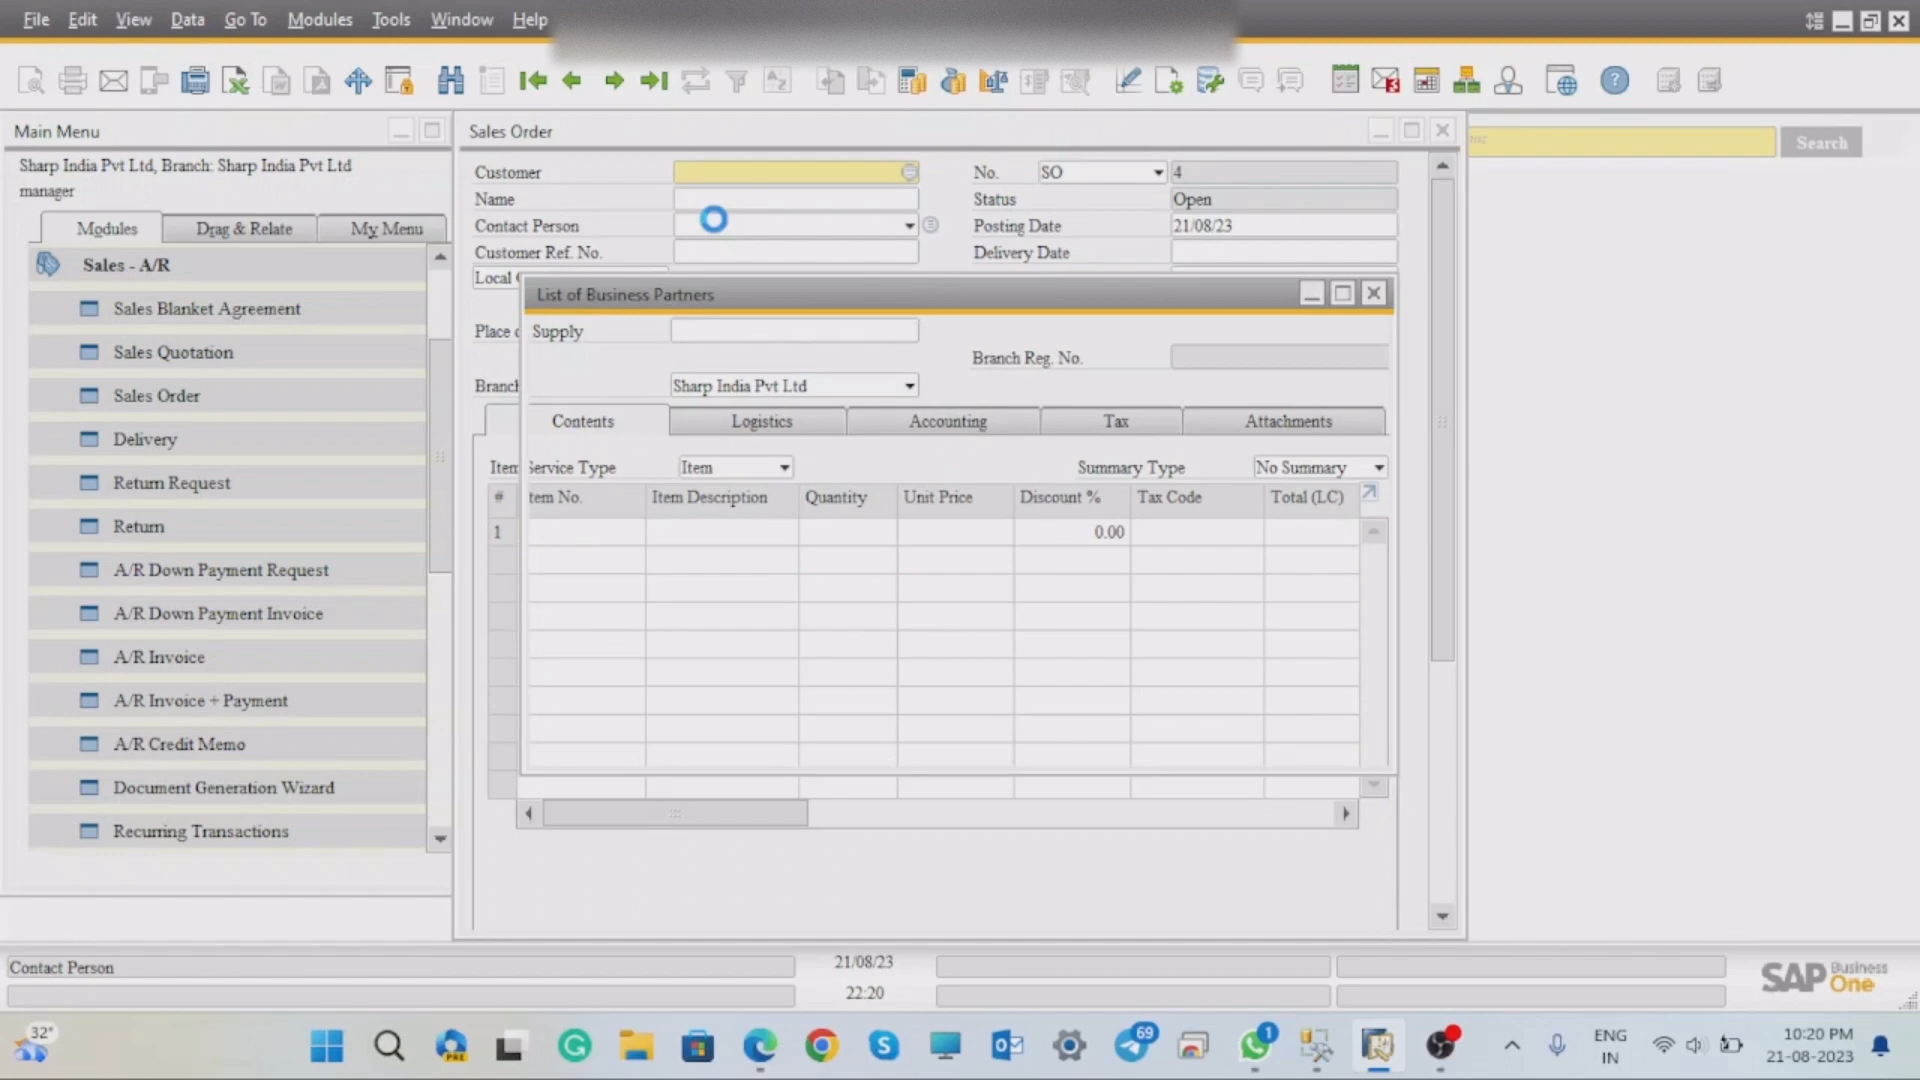 File Edit View Data Go To Modules Tools Window Help
Main Menu
Sharp India Pvt Ltd, Branch: Sharp India Pvt Ltd
manager
Modules Drag & Relate My Menu
Sales - A/R
Sales Blanket Agreement
Sales Quotation
Sales Order
Delivery
Return Request
Return
A/R Down Payment Request
A/R Down Payment Invoice
A/R Invoice
A/R Invoice + Payment
A/R Credit Memo
Document Generation Wizard
Recurring Transactions
Sales Order
Customer
Name
Contact Person
Customer Ref. No.
Local
No. SO 4
Status Open
Posting Date 21/08/23
Delivery Date
Search
List of Business Partners
Place o Supply
Branch Reg. No.
Branch Sharp India Pvt Ltd
Contents Logistics Accounting Tax Attachments
Item Service Type Item Summary Type No Summary
# tem No. Item Description Quantity Unit Price Discount % Tax Code Total (LC)
1 0.00
Contact Person
21/08/23
22:20
SAP Business One
32°
PRE
69
1
ENG
IN
10:20 PM
21-08-2023